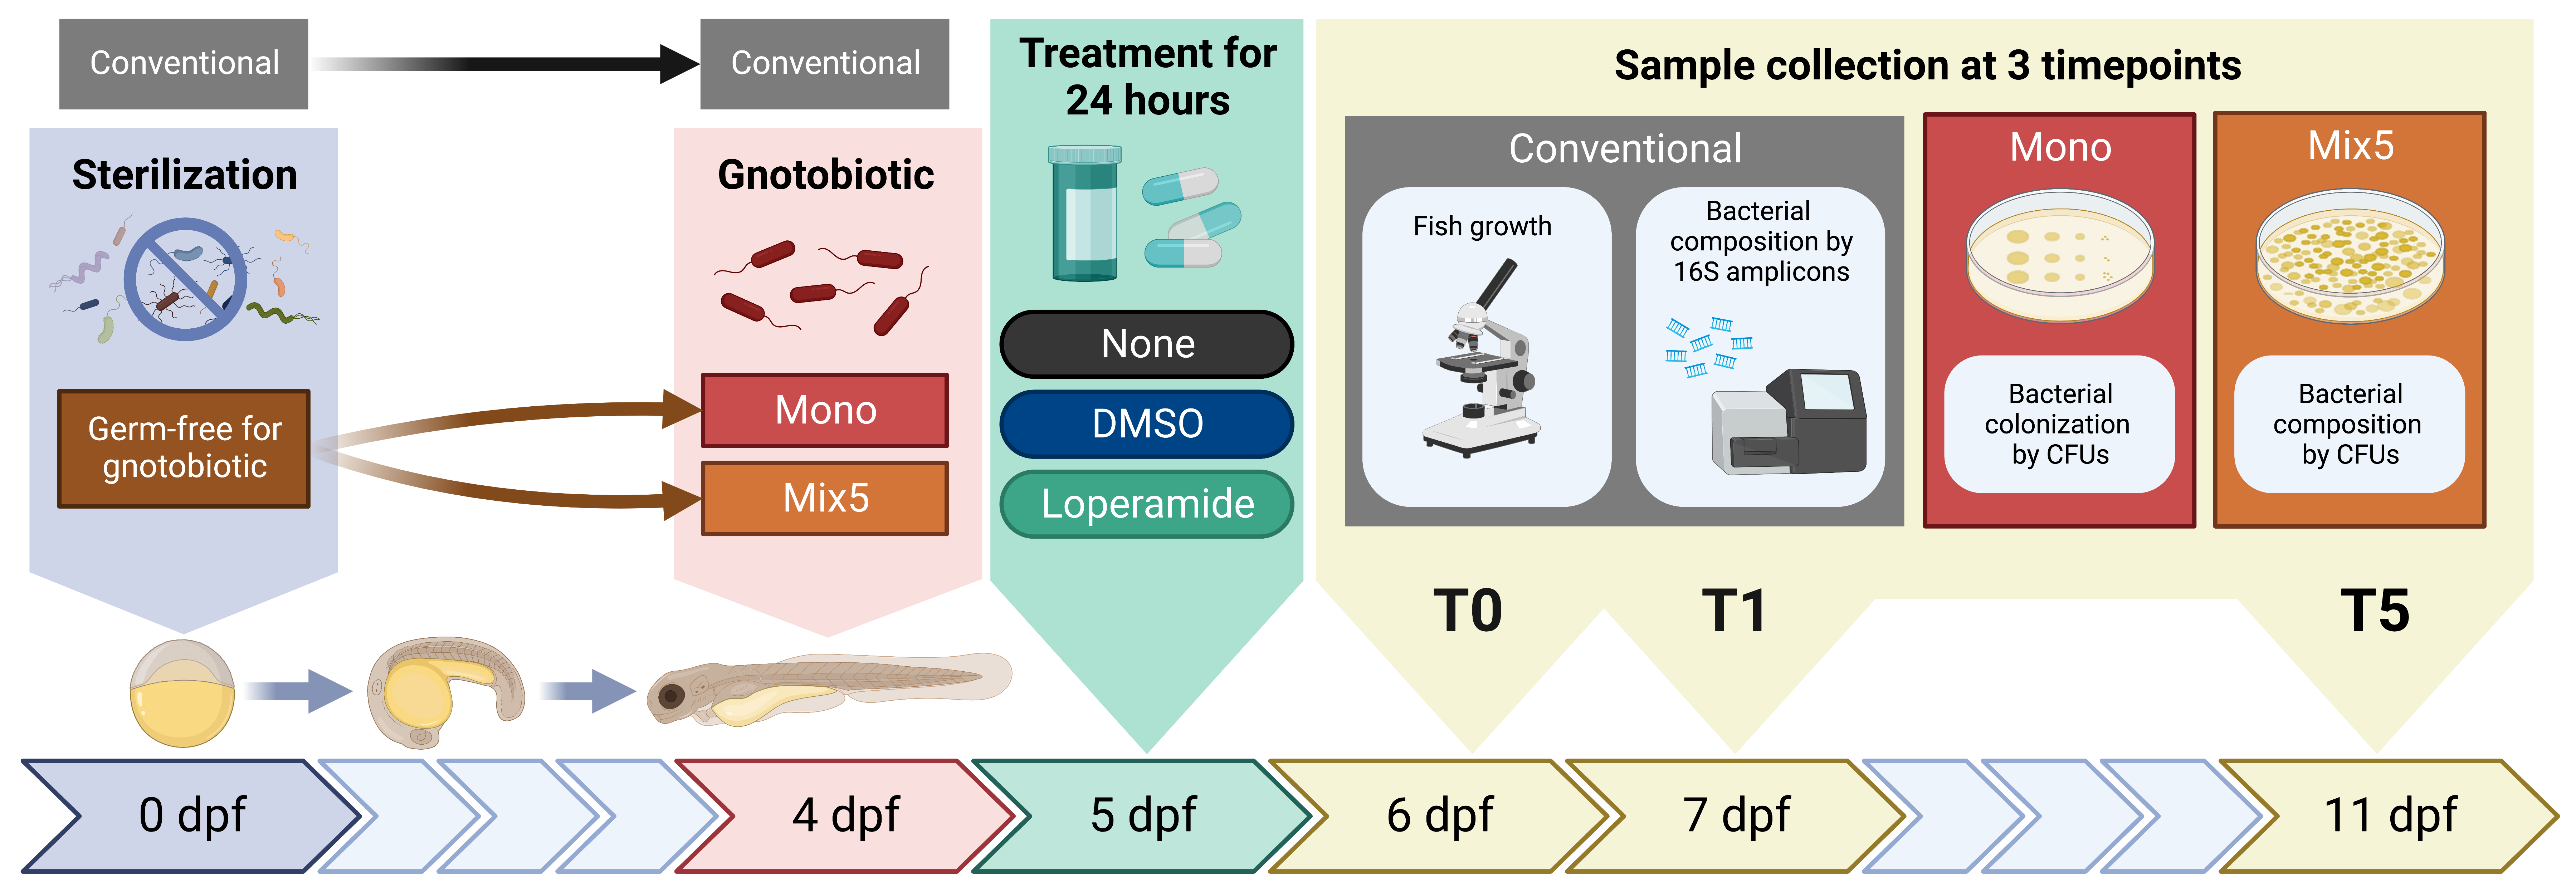 Conventional
Conventional
Sterilization
Germ-free for
gnotobiotic
Gnotobiotic
Mono
Mix5
Treatment for
24 hours
None
DMSO
Loperamide
Sample collection at 3 timepoints
Conventional
Fish growth
Bacterial
composition by
16S amplicons
Mono
Bacterial
colonization
by CFUs
Mix5
Bacterial
composition
by CFUs
T0
T1
T5
0 dpf
4 dpf
5 dpf
6 dpf
7 dpf
11 dpf